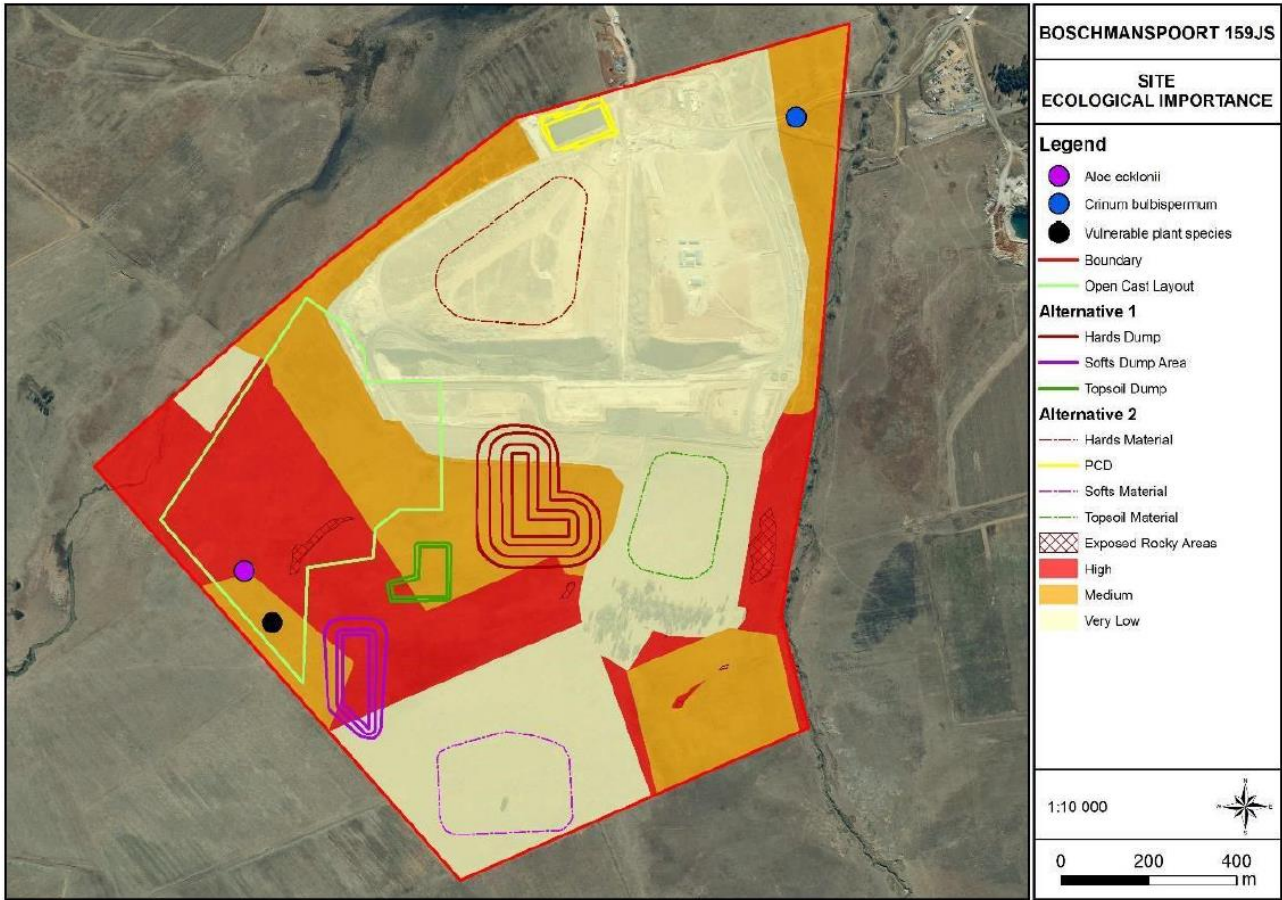 BOSCHMANSPOORT 159JS
SITE
ECOLOGICAL IMPORTANCE
Legend
Aloe ecklonii
Crinum bulbispermum
Vulnerable plant species
Boundary
Open Cast Layout
Alternative 1
Hards Dump
Softs Dump Area
Topsoil Dump
Alternative 2
Hards Material
PCD
Softs Material
Topsoil Material
Exposed Rocky Areas
High
Medium
Very Low
1:10 000
N
E
S
W
0 200 400
m